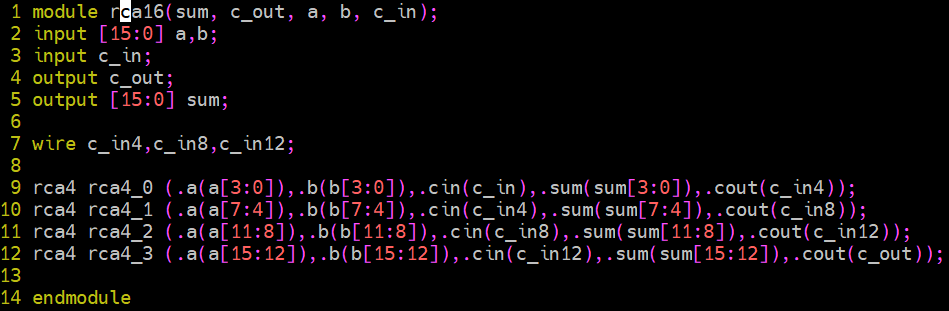 1 module rca16(sum, c_out, a, b, c_in);
2 input [15:0] a,b;
3 input c_in;
4 output c_out;
5 output [15:0] sum;
6
7 wire c_in4,c_in8,c_in12;
8
9 rca4 rca4_0 (.a(a[3:0]),.b(b[3:0]),.cin(c_in),.sum(sum[3:0]),.cout(c_in4));
10 rca4 rca4_1 (.a(a[7:4]),.b(b[7:4]),.cin(c_in4),.sum(sum[7:4]),.cout(c_in8));
11 rca4 rca4_2 (.a(a[11:8]),.b(b[11:8]),.cin(c_in8),.sum(sum[11:8]),.cout(c_in12));
12 rca4 rca4_3 (.a(a[15:12]),.b(b[15:12]),.cin(c_in12),.sum(sum[15:12]),.cout(c_out));
13
14 endmodule